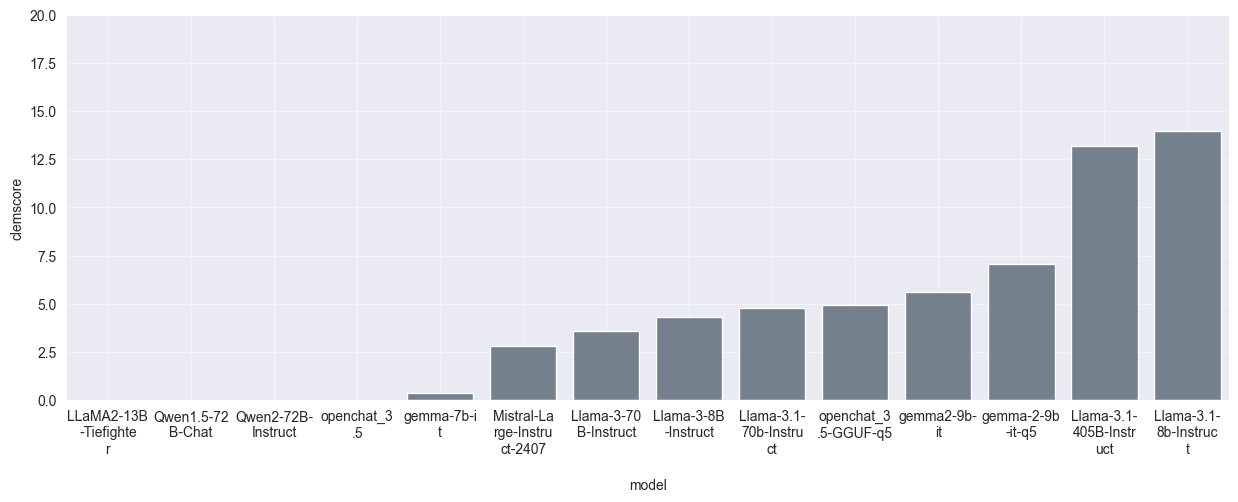 20.0
17.5
15.0
12.5
10.0
7.5
5.0
2.5
0.0
clemscore
LLaMA2-13B
-Tiefighte
r
Qwen1.5-72
B-Chat
Qwen2-72B-
Instruct
openchat_3
.5
gemma-7b-i
t
Mistral-La
rge-Instru
ct-2407
Llama-3-70
B-Instruct
Llama-3-8B
-Instruct
Llama-3.1-
70b-Instru
ct
openchat_3
.5-GGUF-q5
gemma2-9b-
it
gemma-2-9b
-it-q5
Llama-3.1-
405B-Instr
uct
Llama-3.1-
8b-Instruc
t
model